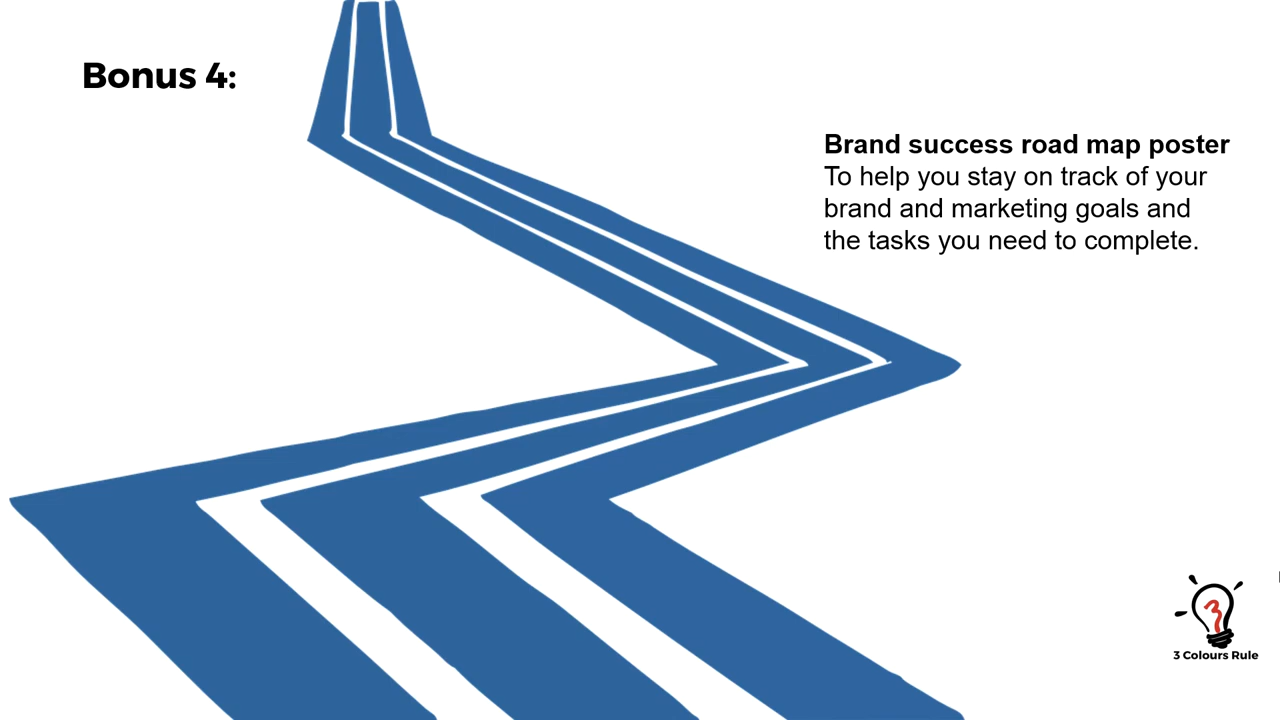 Bonus 4:
Brand success road map poster
To help you stay on track of your
brand and marketing goals and
the tasks you need to complete.
3
3 Colours Rule